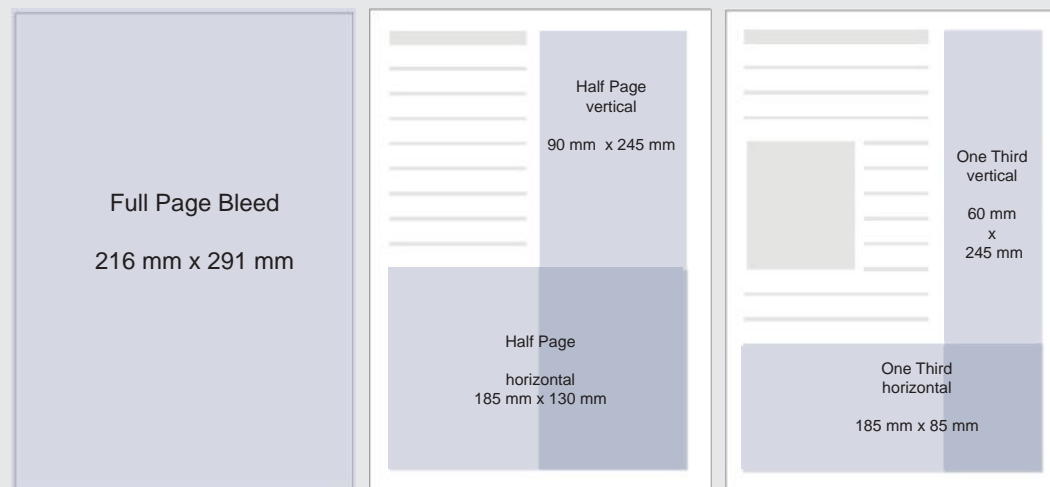 Full Page Bleed
216 mm x 291 mm
Half Page
vertical
90 mm x 245 mm
Half Page
horizontal
185 mm x 130 mm
One Third
vertical
60 mm
x
245 mm
One Third
horizontal
185 mm x 85 mm